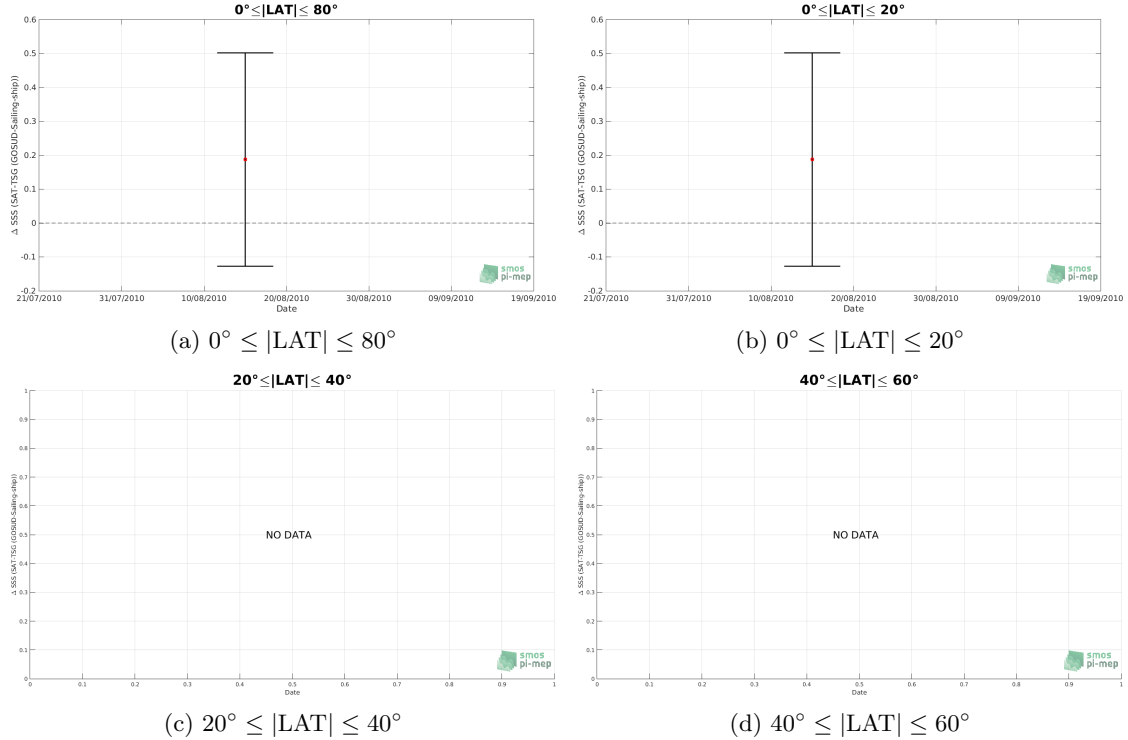 0°≤|LAT|≤ 80°
Δ SSS (SAT-TSG (GOSUD-Sailing-ship))
0.6
0.5
0.4
0.3
0.2
0.1
0
-0.1
-0.2
21/07/2010 31/07/2010 10/08/2010 20/08/2010 30/08/2010 09/09/2010 19/09/2010
Date
smos
pi-mep
(a) 0° ≤ |LAT| ≤ 80°
0°≤|LAT|≤ 20°
Δ SSS (SAT-TSG (GOSUD-Sailing-ship))
0.6
0.5
0.4
0.3
0.2
0.1
0
-0.1
-0.2
21/07/2010 31/07/2010 10/08/2010 20/08/2010 30/08/2010 09/09/2010 19/09/2010
Date
smos
pi-mep
(b) 0° ≤ |LAT| ≤ 20°
20°≤|LAT|≤ 40°
Δ SSS (SAT-TSG (GOSUD-Sailing-ship))
1
0.9
0.8
0.7
0.6
0.5
0.4
0.3
0.2
0.1
0
NO DATA
0 0.1 0.2 0.3 0.4 0.5 0.6 0.7 0.8 0.9 1
Date
smos
pi-mep
(c) 20° ≤ |LAT| ≤ 40°
40°≤|LAT|≤ 60°
Δ SSS (SAT-TSG (GOSUD-Sailing-ship))
1
0.9
0.8
0.7
0.6
0.5
0.4
0.3
0.2
0.1
0
NO DATA
0 0.1 0.2 0.3 0.4 0.5 0.6 0.7 0.8 0.9 1
Date
smos
pi-mep
(d) 40° ≤ |LAT| ≤ 60°